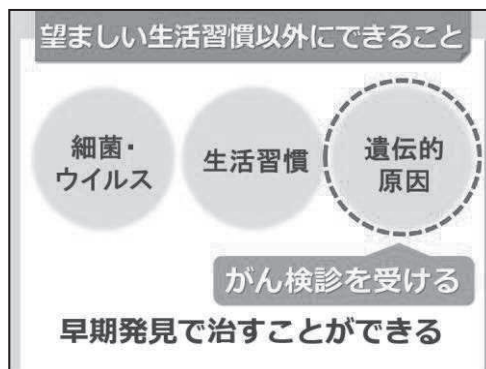 望ましい生活習慣以外にできること
細菌・
ウイルス
生活習慣
遺伝的
原因
がん検診を受ける
早期発見で治すことができる